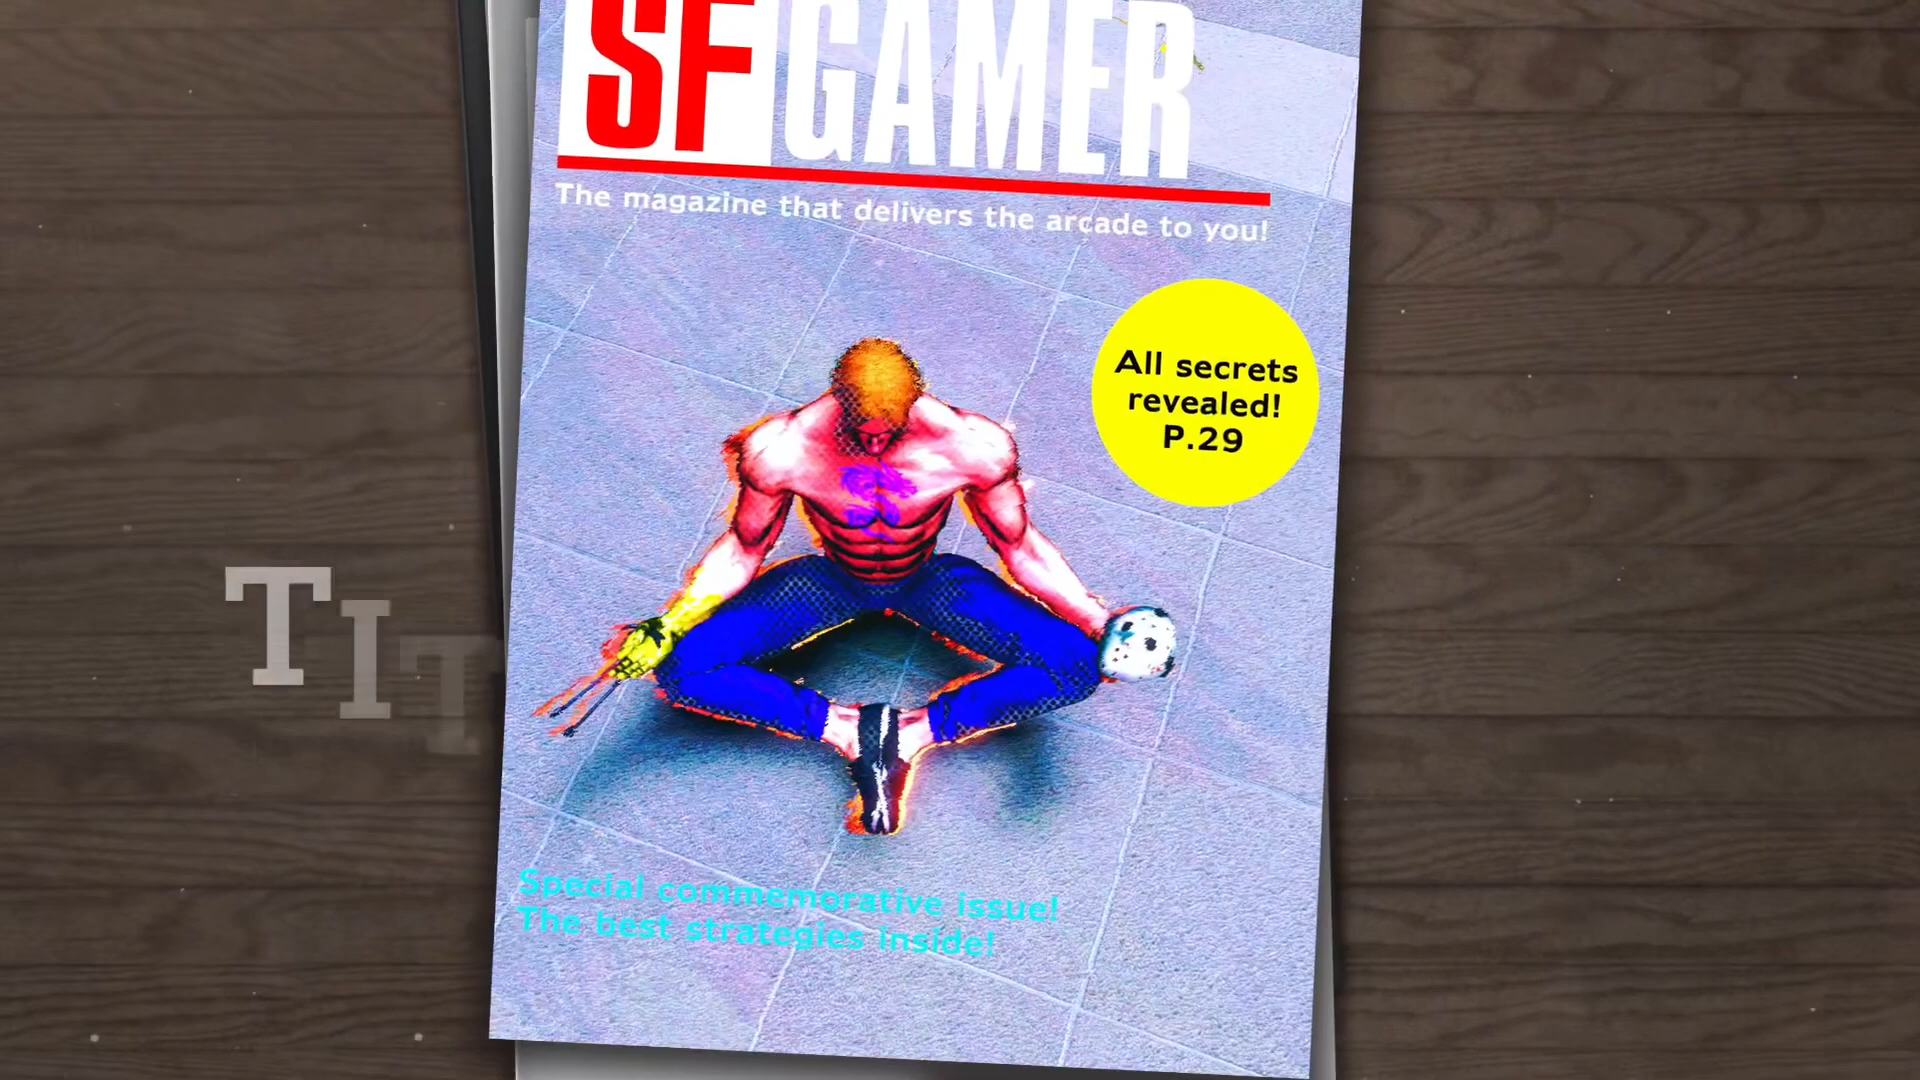 SF GAMER
The magazine that delivers the arcade to you!
All secrets
revealed!
P.29
TIT
Special commemorative issue!
The best strategies inside!